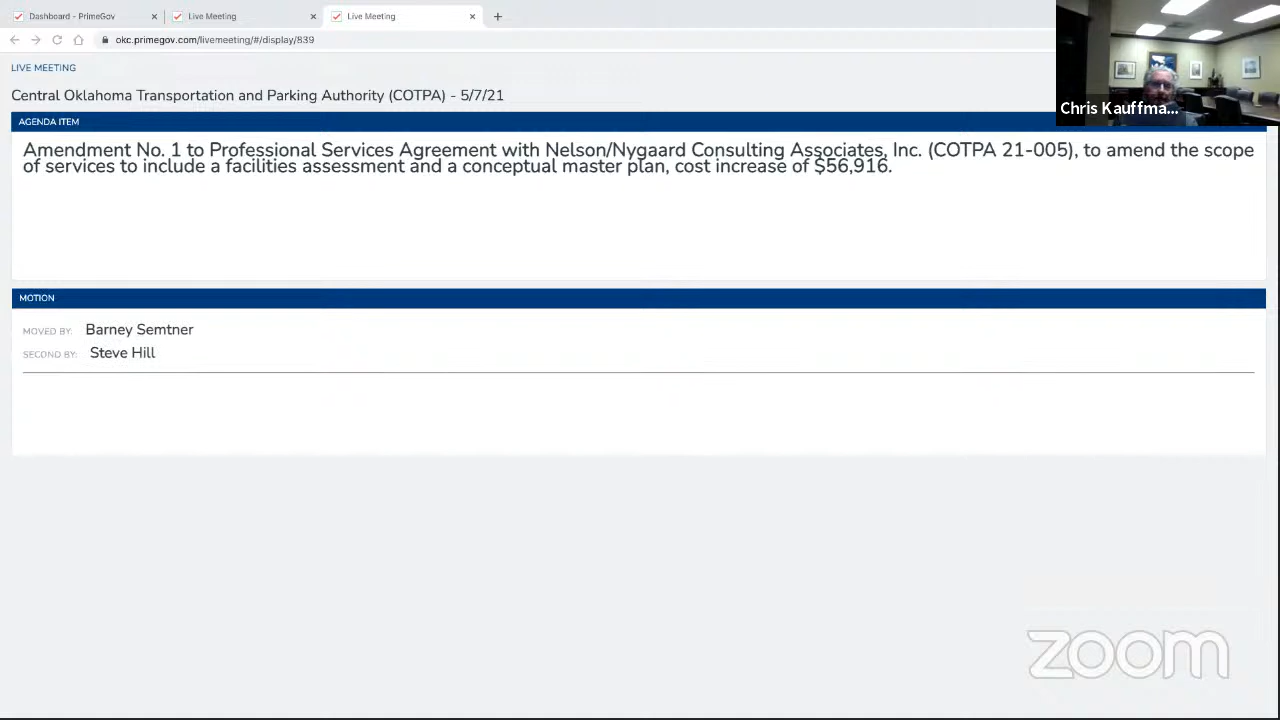 Dashboard - PrimeGov
Live Meeting
Live Meeting
okc.primegov.com/livemeeting/#/display/839
LIVE MEETING
Central Oklahoma Transportation and Parking Authority (COTPA) - 5/7/21
Chris Kauffma...
AGENDA ITEM
Amendment No. 1 to Professional Services Agreement with Nelson/Nygaard Consulting Associates, Inc. (COTPA 21-005), to amend the scope
of services to include a facilities assessment and a conceptual master plan, cost increase of $56,916.
MOTION
MOVED BY: Barney Semtner
SECOND BY: Steve Hill
zoom